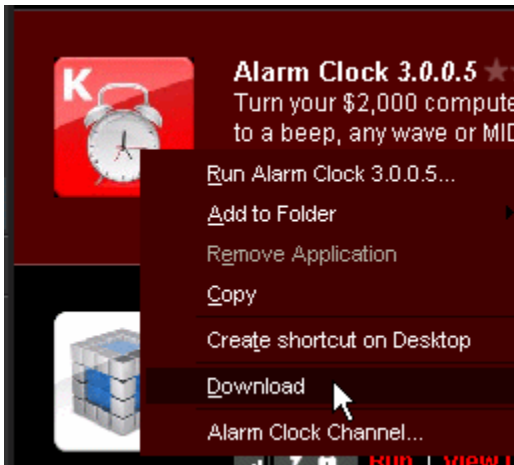 K
Alarm Clock 3.0.0.5
Turn your $2,000 compute
to a beep, any wave or MID
Run Alarm Clock 3.0.0.5...
Add to Folder
Remove Application
Copy
Create shortcut on Desktop
Download
Alarm Clock Channel...
Run | View